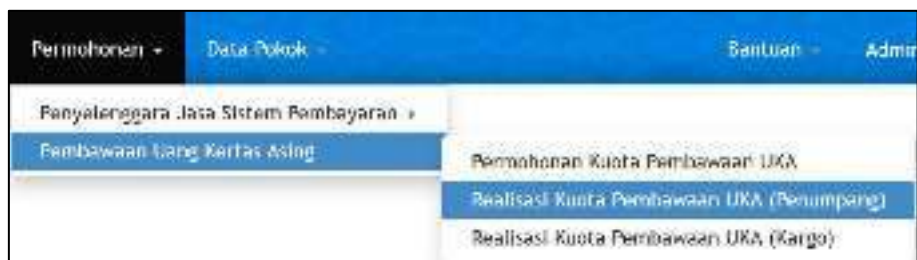 Permohonan Data Pokok Bantuan Admin
Penyelenggara Jasa Sistem Pembayaran
Pembawaan Uang Kertas Asing
Permohonan Kuota Pembawaan UKA
Realisasi Kuota Pembawaan UKA (Penumpang)
Realisasi Kuota Pembawaan UKA (Kargo)